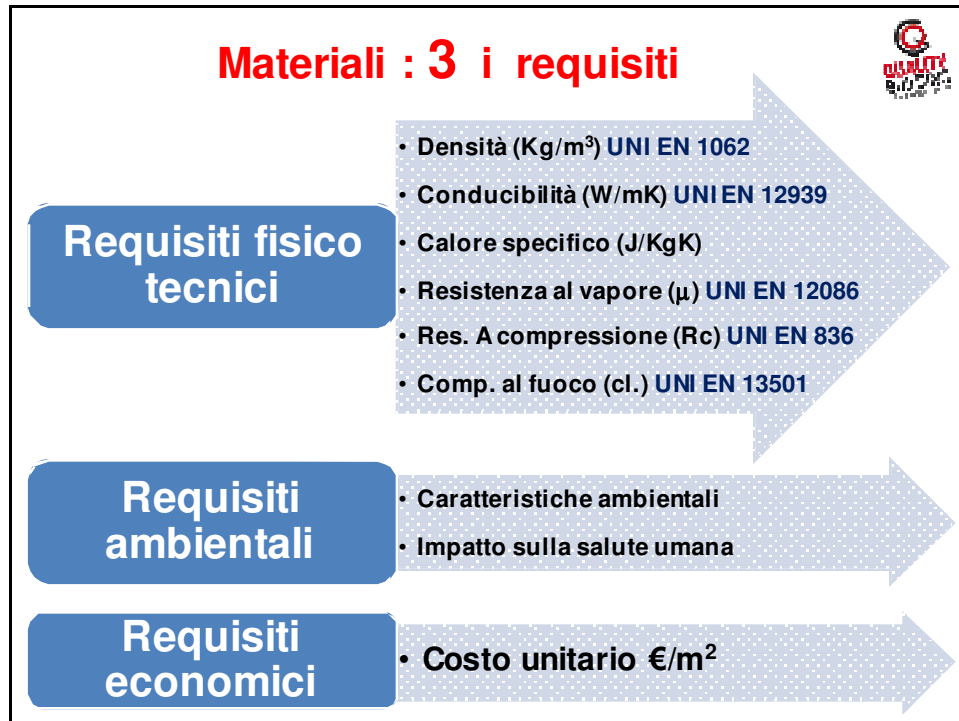 Materiali : 3 i requisiti
QUALITY
Requisiti fisico
tecnici
• Densità (Kg/m³) UNI EN 1062
• Conducibilità (W/mK) UNI EN 12939
• Calore specifico (J/KgK)
• Resistenza al vapore (μ) UNI EN 12086
• Res. A compressione (Rc) UNI EN 836
• Comp. al fuoco (cl.) UNI EN 13501
Requisiti
ambientali
• Caratteristiche ambientali
• Impatto sulla salute umana
Requisiti
economici
• Costo unitario €/m²